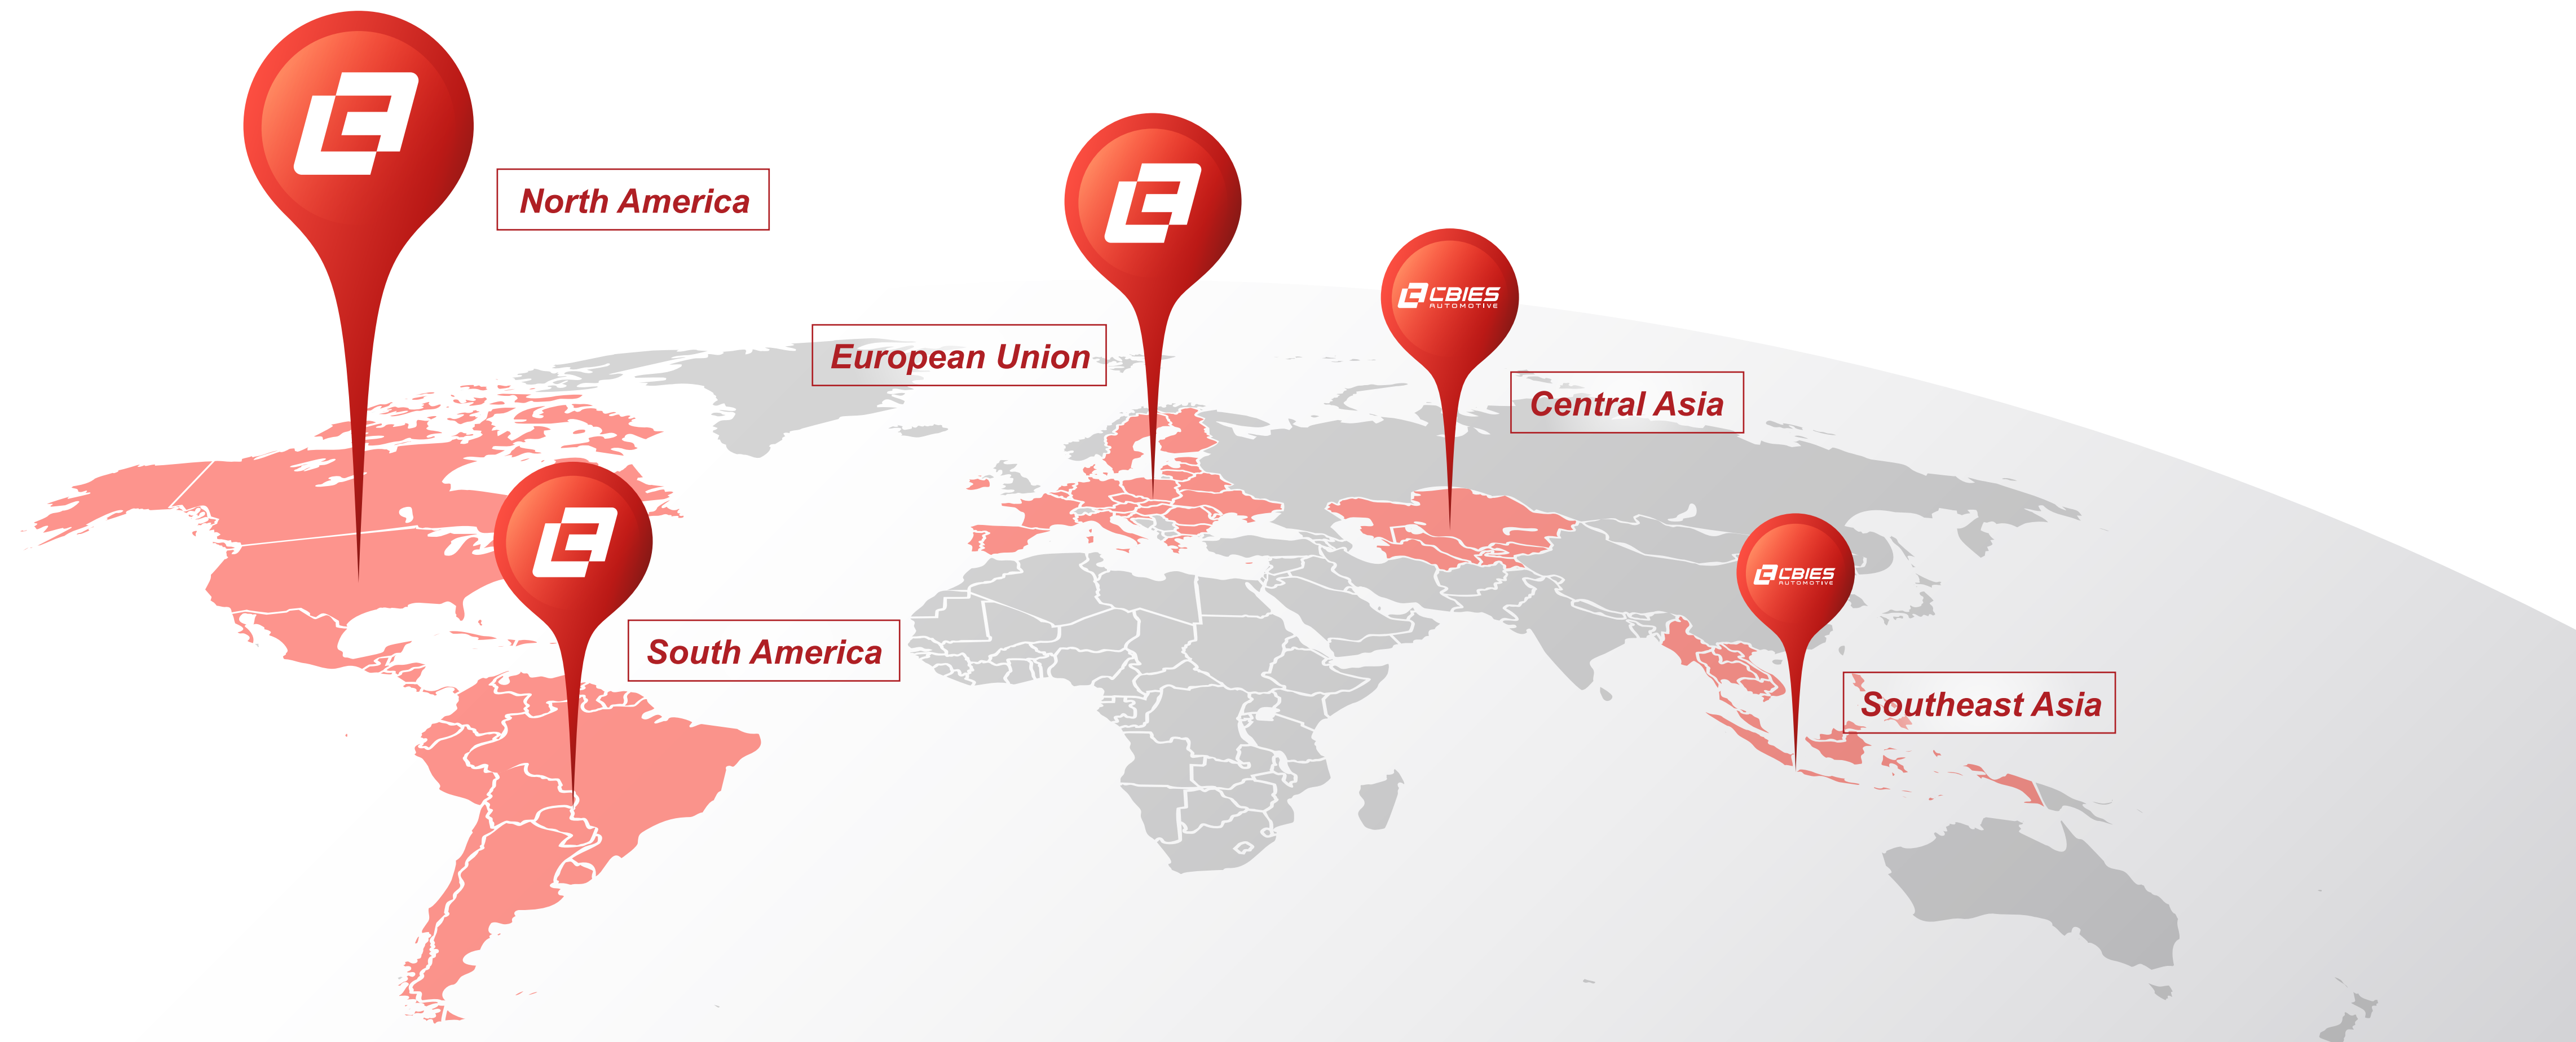 North America
European Union
CBIES
AUTOMOTIVE
Central Asia
CBIES
AUTOMOTIVE
South America
Southeast Asia